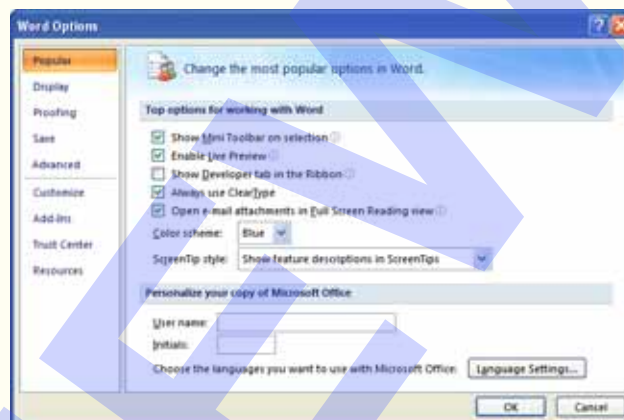 Word Options
Popular
Display
Proofing
Save
Advanced
Customize
Add-Ins
Trust Center
Resources
Change the most popular options in Word.
Top options for working with Word
Show Mini Toolbar on selection
Enable Live Preview
Show Developer tab in the Ribbon
Always use ClearType
Open e-mail attachments in Full Screen Reading view
Color scheme: Blue
ScreenTip style: Show feature descriptions in ScreenTips
Personalize your copy of Microsoft Office
User name:
Initials:
Choose the languages you want to use with Microsoft Office: Language Settings...
OK Cancel